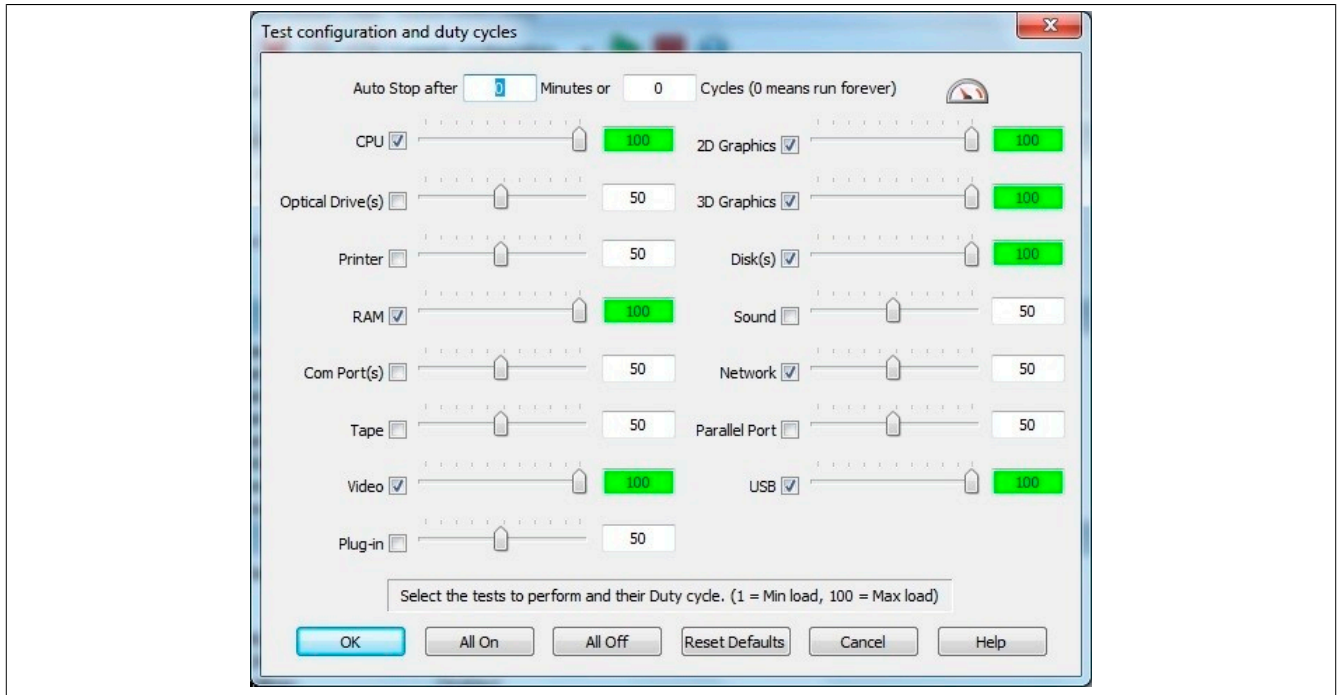 Test configuration and duty cycles
Auto Stop after 0 Minutes or 0 Cycles (0 means run forever)
CPU 100 2D Graphics 100
Optical Drive(s) 50 3D Graphics 100
Printer 50 Disk(s) 100
RAM 100 Sound 50
Com Port(s) 50 Network 50
Tape 50 Parallel Port 50
Video 100 USB 100
Plug-in 50
Select the tests to perform and their Duty cycle. (1 = Min load, 100 = Max load)
OK All On All Off Reset Defaults Cancel Help